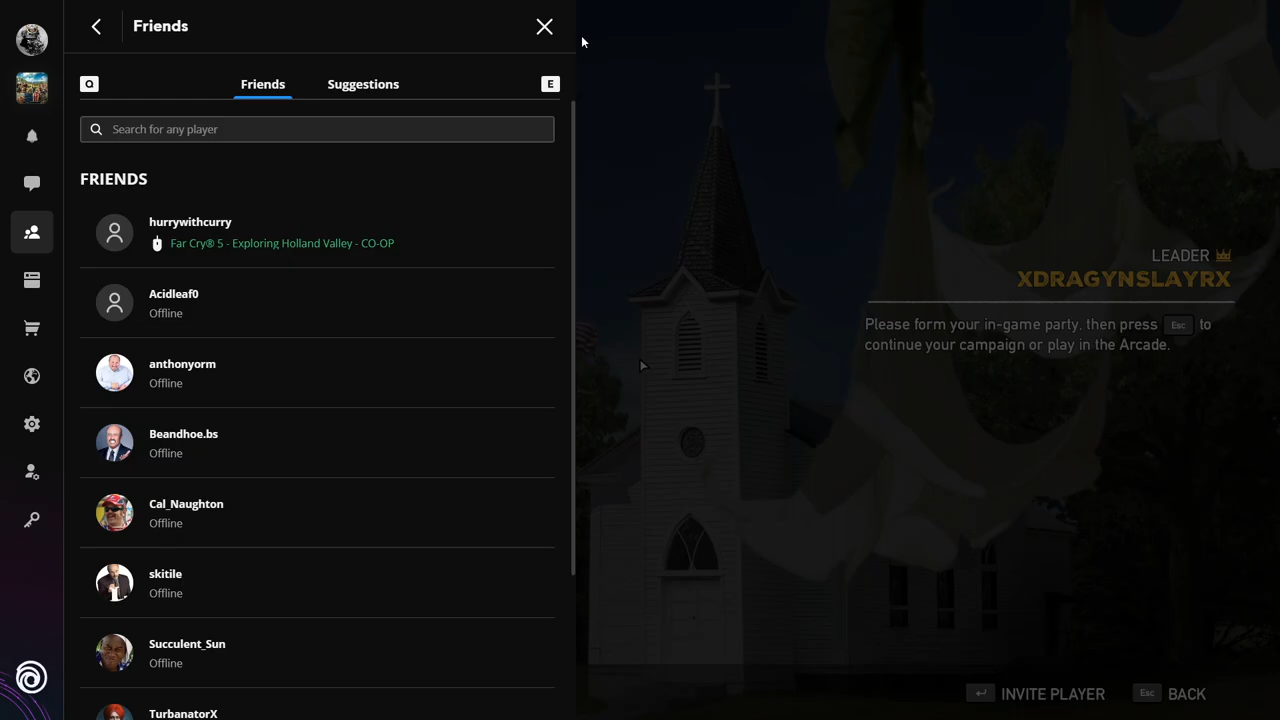 Friends
Q
Friends
Suggestions
E
Search for any player
FRIENDS
hurrywithcurry
Far Cry® 5 - Exploring Holland Valley - CO-OP
Acidleaf0
Offline
anthonyorm
Offline
Beandhoe.bs
Offline
Cal_Naughton
Offline
skitile
Offline
Succulent_Sun
Offline
TurbanatorX
LEADER
XDRAGYNSLAYRX
Please form your in-game party, then press Esc to
continue your campaign or play in the Arcade.
INVITE PLAYER
Esc BACK